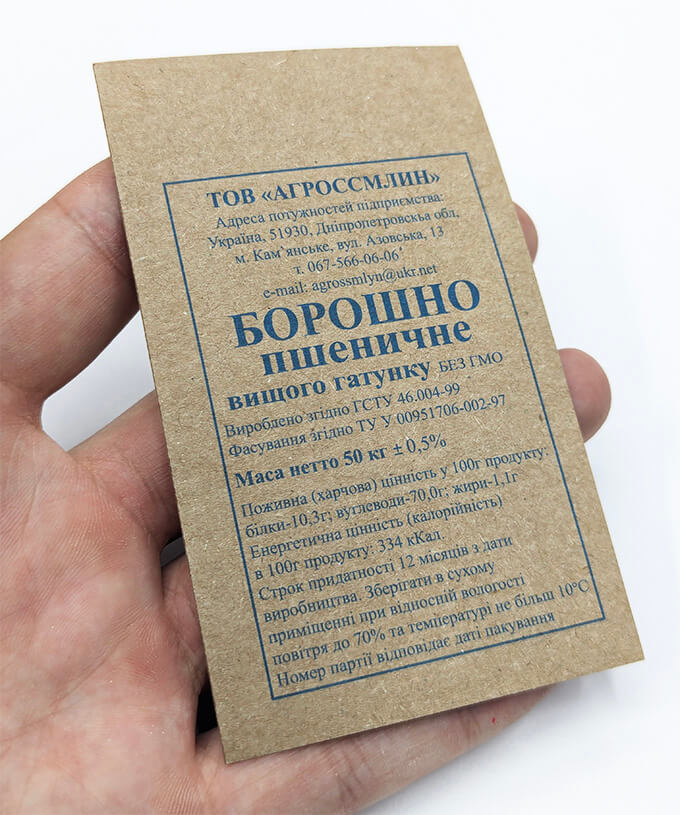 ТОВ «АГРОССМЛИН»
Адреса потужностей підприємства:
Україна, 51930, Дніпропетровська обл,
м. Кам`янське, вул. Азовська, 13
т. 067-566-06-06
e-mail: agrossmlyn@ukr.net
БОРОШНО
пшеничне
вищого гатунку БЕЗ ГМО
Вироблено згідно ГСТУ 46.004-99
Фасування згідно ТУ У 00951706-002-97
Маса нетто 50 кг ± 0,5%
Поживна (харчова) цінність у 100г продукту:
білки-10,3г; вуглеводи-70,0г; жири-1,1г
Енергетична цінність (калорійність)
в 100г продукту: 334 кКал.
Строк придатності 12 місяців з дати
виробництва. Зберігати в сухому
приміщенні при відносній вологості
повітря до 70% та температурі не більш 10°С
Номер партії відповідає даті пакування